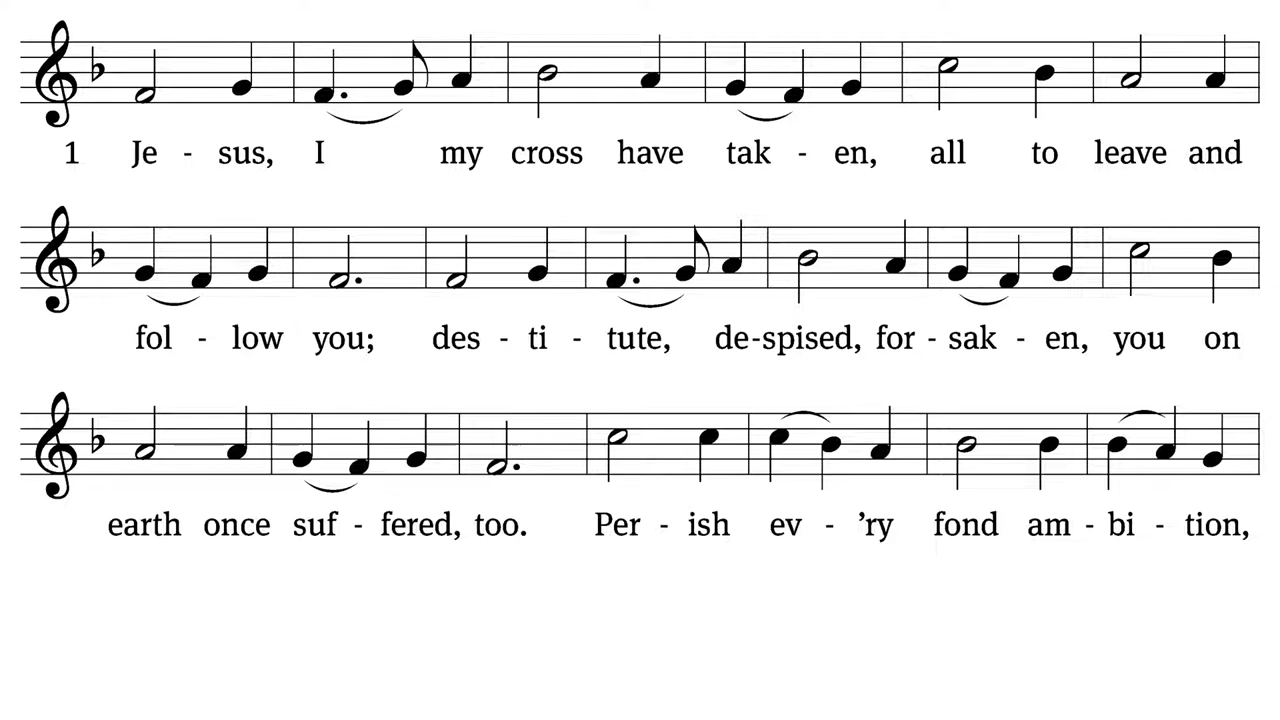 1 Je - sus, I my cross have tak - en, all to leave and
fol - low you; des - ti - tute, de-spised, for - sak - en, you on
earth once suf - fered, too. Per - ish ev - ’ry fond am - bi - tion,